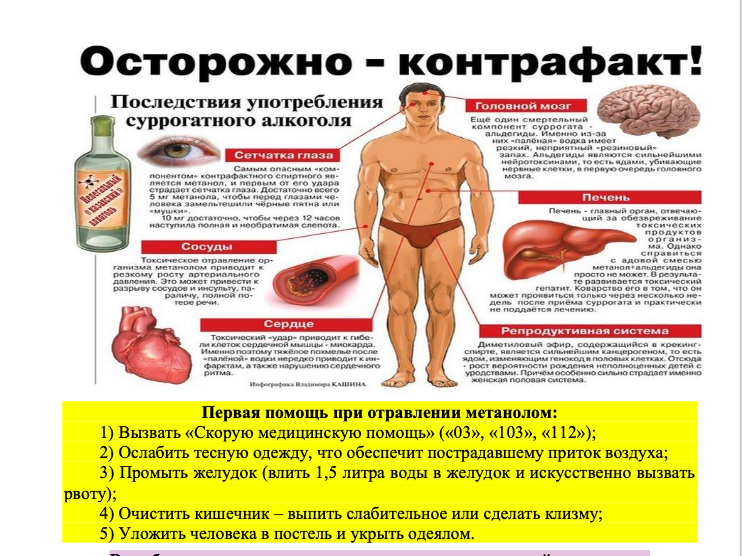 Осторожно – контрафакт!
Последствия употребления
суррогатного алкоголя
Нелегальный
Сетчатка глаза
Самым опасным «ком-
понентом» контрафактного спиртного яв-
ляется метанол, и первым от его удара
страдает сетчатка глаза. Достаточно всего
5 мг метанола, чтобы перед глазами че-
ловека замельтешили чёрные пятна или
«мушки».
10 мг достаточно, чтобы через 12 часов
наступила полная и необратимая слепота.
Сосуды
Токсическое отравление ор-
ганизма метанолом приводит к
резкому росту артериального
давления. Это может привести к
разрыву сосудов и инсульту, па-
раличу, полной по-
тере речи.
Сердце
Токсический «удар» приводит к гибе-
ли клеток сердечной мышцы - миокарда.
Именно поэтому тяжёлое похмелье после
«палёной» водки нередко приводит к ин-
фарктам, а также нарушению сердечного
ритма.
Инфографика Владимира КАШИНА
Головной мозг
Ещё один смертельный
компонент суррогата -
альдегиды. Именно из-за
них «палёная» водка имеет
резкий, неприятный «резиновый»
запах. Альдегиды являются сильнейшими
нейротоксинами, то есть ядами, убивающие
нервные клетки, в первую очередь головного
мозга.
Печень
Печень - главный орган, отвечаю-
щий за обезвреживание
токсических
продуктов
организ-
ма. Однако
справиться
с адовой смесью
метанол+альдегиды она
просто не может. В результа-
те развивается токсический
гепатит. Коварство его в том, что он
может проявиться только через несколько не-
дель после приёма суррогата и практически
не поддаётся лечению.
Репродуктивная система
Диметиловый эфир, содержащийся в крекинг-
спирте, является сильнейшим канцерогеном, то есть
ядом, изменяющим генокод в половых клетках. Отсюда
- рост вероятности рождения неполноценных детей с
уродствами. Причём особенно сильно страдает именно
женская половая система.
Первая помощь при отравлении метанолом:
1) Вызвать «Скорую медицинскую помощь» («03», «103», «112»);
2) Ослабить тесную одежду, что обеспечит пострадавшему приток воздуха;
3) Промыть желудок (влить 1,5 литра воды в желудок и искусственно вызвать
рвоту);
4) Очистить кишечник – выпить слабительное или сделать клизму;
5) Уложить человека в постель и укрыть одеялом.